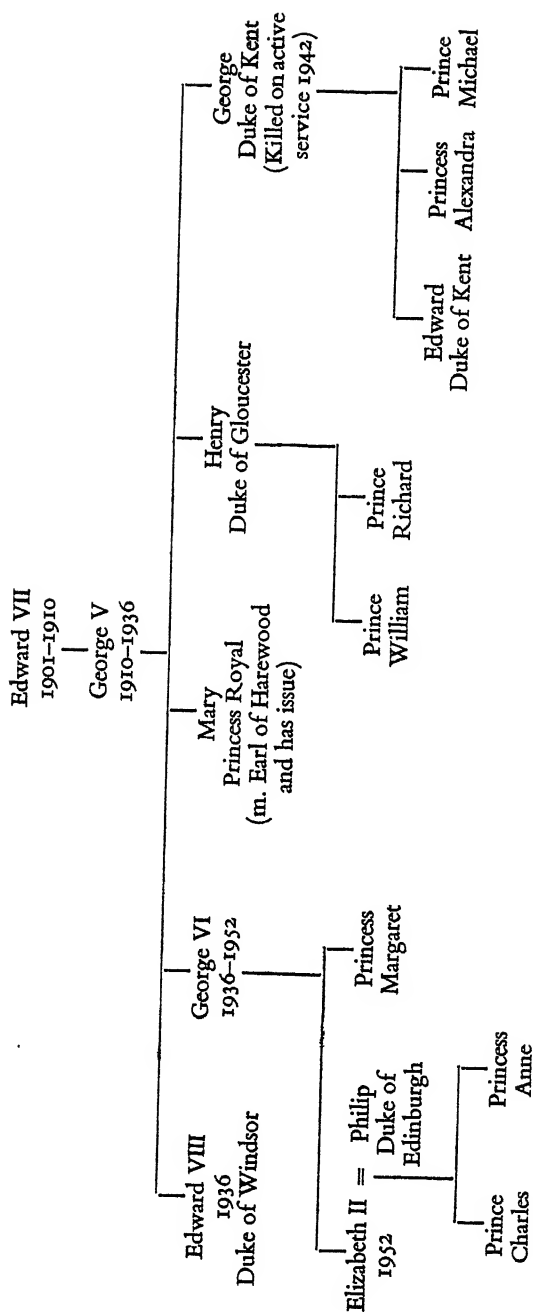 Edward VII
1901–1910
George V
1910–1936
Edward VIII
1936
Duke of Windsor
George VI
1936–1952
Mary
Princess Royal
(m. Earl of Harewood
and has issue)
Henry
Duke of Gloucester
George
Duke of Kent
(Killed on active
service 1942)
Elizabeth II = Philip
1952
Duke of
Edinburgh
Princess
Margaret
Prince
William
Prince
Richard
Edward
Duke of Kent
Princess
Alexandra
Prince
Michael
Prince
Charles
Princess
Anne